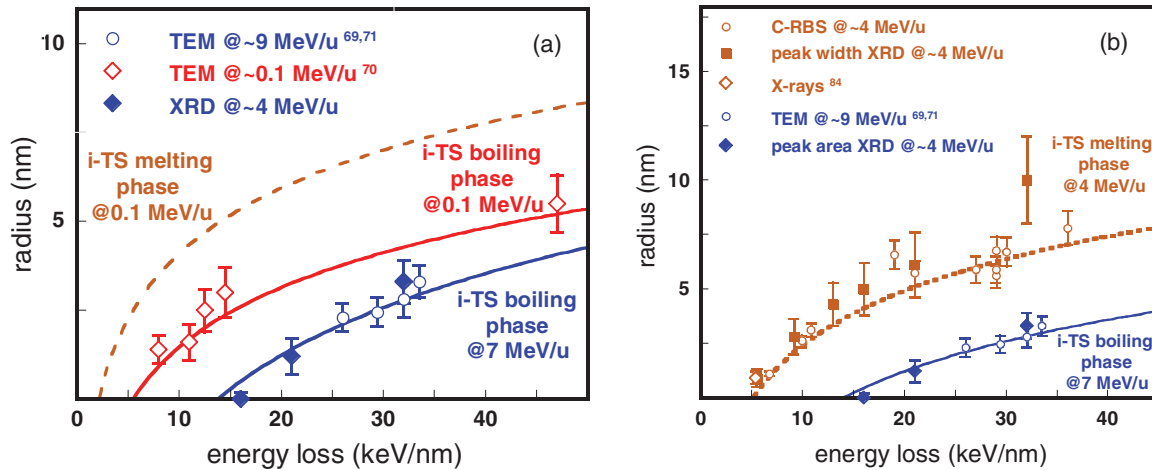 (a)
TEM @~9 MeV/u 69,71
TEM @~0.1 MeV/u 70
XRD @~4 MeV/u
i-TS melting
phase
@0.1 MeV/u
i-TS boiling
phase
@0.1 MeV/u
i-TS boiling
phase
@7 MeV/u
radius (nm)
10
5
0
10
20
30
40
energy loss (keV/nm)
(b)
C-RBS @~4 MeV/u
peak width XRD @~4 MeV/u
X-rays 84
TEM @~9 MeV/u 69,71
peak area XRD @~4 MeV/u
i-TS melting
phase
@4 MeV/u
i-TS boiling
phase
@7 MeV/u
radius (nm)
15
10
5
0
0
10
20
30
40
energy loss (keV/nm)